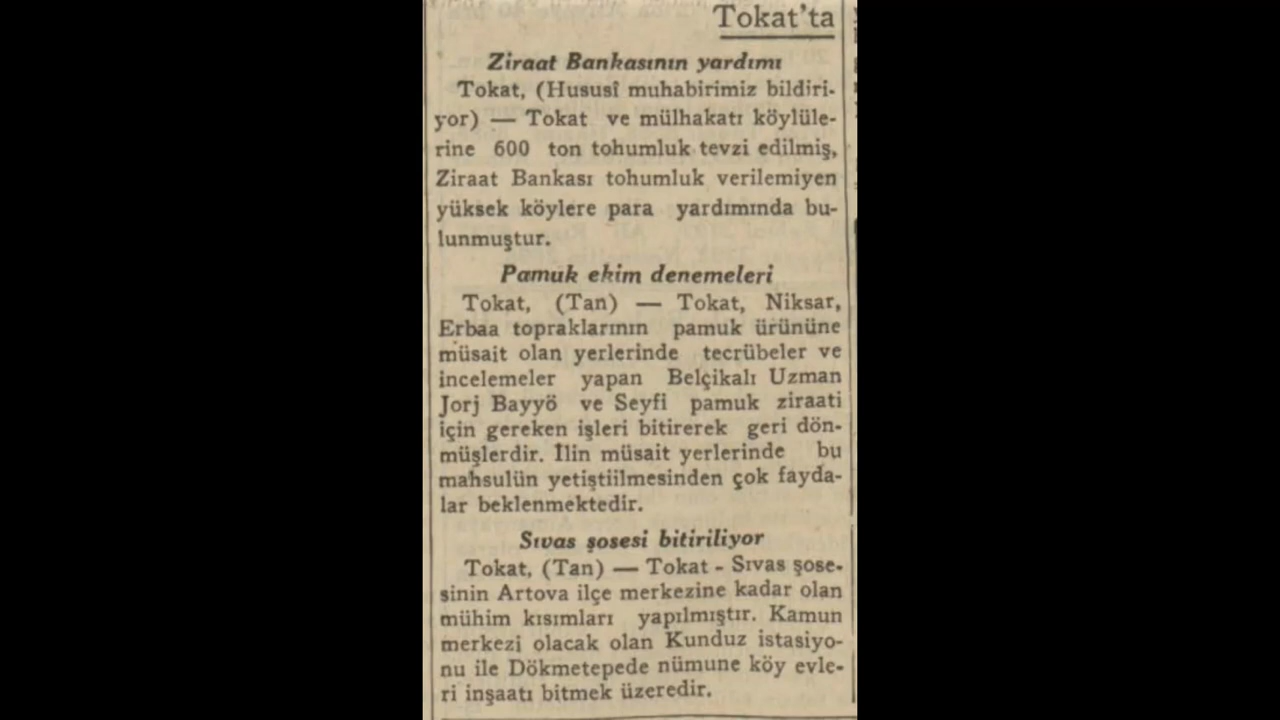 Tokat'ta
Ziraat Bankasının yardımı
Tokat, (Hususî muhabirimiz bildiri-
yor) — Tokat ve mülhakatı köylüle-
rine 600 ton tohumluk tevzi edilmiş,
Ziraat Bankası tohumluk verilemiyen
yüksek köylere para yardımında bu-
lunmuştur.
Pamuk ekim denemeleri
Tokat, (Tan) — Tokat, Niksar,
Erbaa topraklarının pamuk ürününe
müsait olan yerlerinde tecrübeler ve
incelemeler yapan Belçikalı Uzman
Jorj Bayyö ve Seyfi pamuk ziraati
için gereken işleri bitirerek geri dön-
müşlerdir. İlin müsait yerlerinde bu
mahsulün yetiştiilmesinden çok fayda-
lar beklenmektedir.
Sıvas şosesi bitiriliyor
Tokat, (Tan) — Tokat - Sıvas şose-
sinin Artova ilçe merkezine kadar olan
mühim kısımları yapılmıştır. Kamun
merkezi olacak olan Kunduz istasiyo-
nu ile Dökmetepede nümune köy evle-
ri inşaatı bitmek üzeredir.